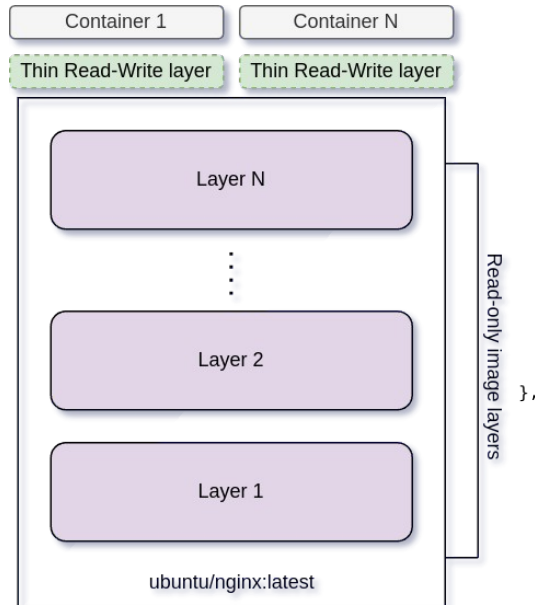 Container 1
Container N
Thin Read-Write layer
Thin Read-Write layer
Layer N
Layer 2
Layer 1
Read-only image layers
},
ubuntu/nginx:latest